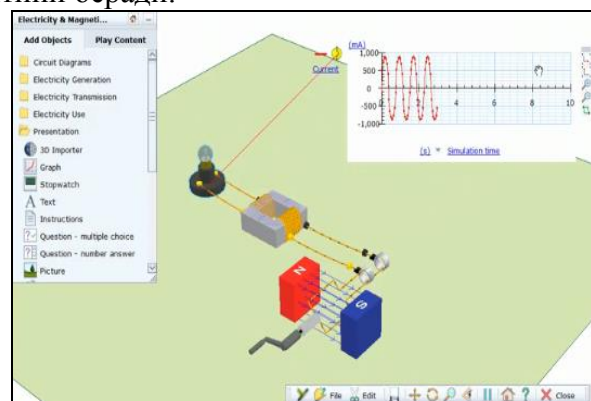 беради.
Electricity & Magneti...
Add Objects Play Content
Circuit Diagrams
Electricity Generation
Electricity Transmission
Electricity Use
Presentation
3D Importer
Graph
Stopwatch
Text
Instructions
Question - multiple choice
Question - number answer
Picture
Current
(mA)
1,000
500
0
-500
-1,000
0 2 4 6 8 10
(s) Simulation time
N
S
File Edit Close